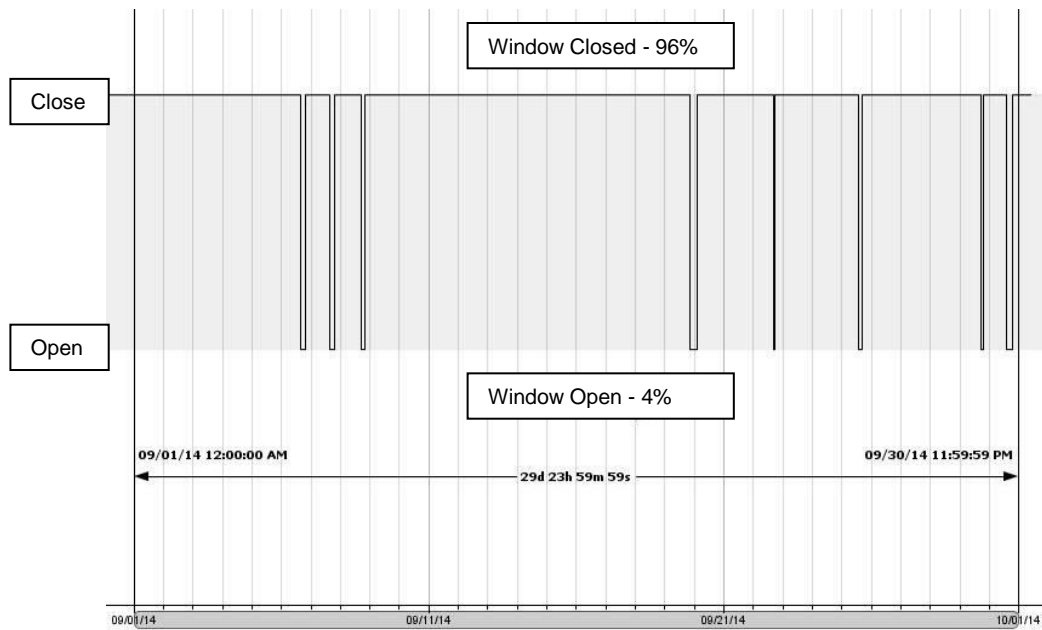 Window Closed - 96%
Close
Open
Window Open - 4%
09/01/14 12:00:00 AM
09/30/14 11:59:59 PM
29d 23h 59m 59s
09/01/14
09/11/14
09/21/14
10/01/14